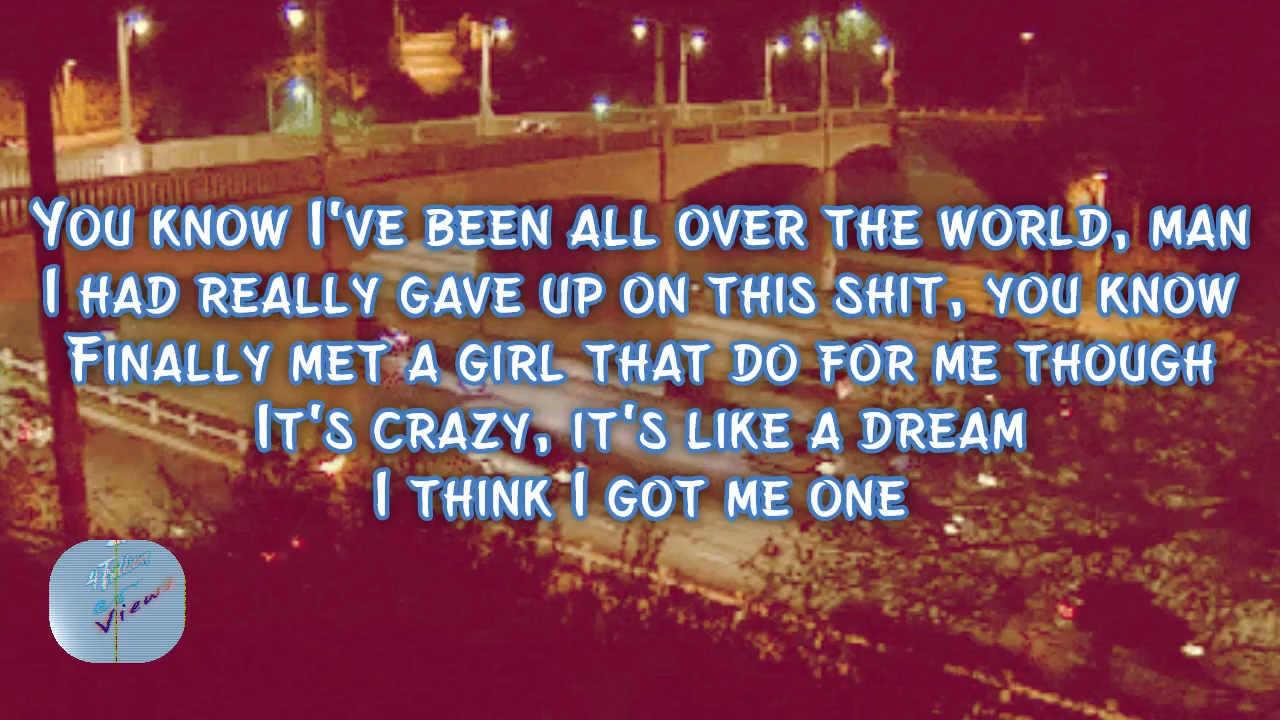 You know I've been all over the world, man
I had really gave up on this shit, you know
Finally met a girl that do for me though
It's crazy, it's like a dream
I think I got me one
Views